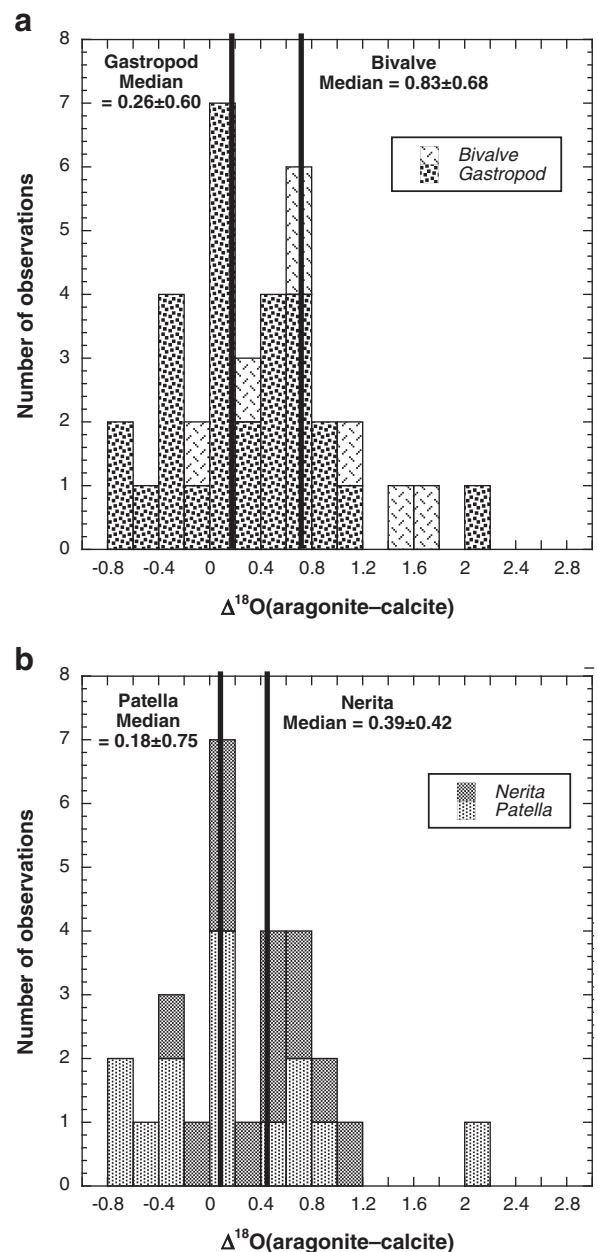 a
Gastropod
Median
= 0.26±0.60
Bivalve
Median = 0.83±0.68
Bivalve
Gastropod
Number of observations
8
7
6
5
4
3
2
1
0
-0.8 -0.4 0 0.4 0.8 1.2 1.6 2 2.4 2.8
Δ¹⁸O(aragonite–calcite)
b
Patella
Median
= 0.18±0.75
Nerita
Median = 0.39±0.42
Nerita
Patella
Number of observations
8
7
6
5
4
3
2
1
0
-0.8 -0.4 0 0.4 0.8 1.2 1.6 2 2.4 2.8
Δ¹⁸O(aragonite–calcite)